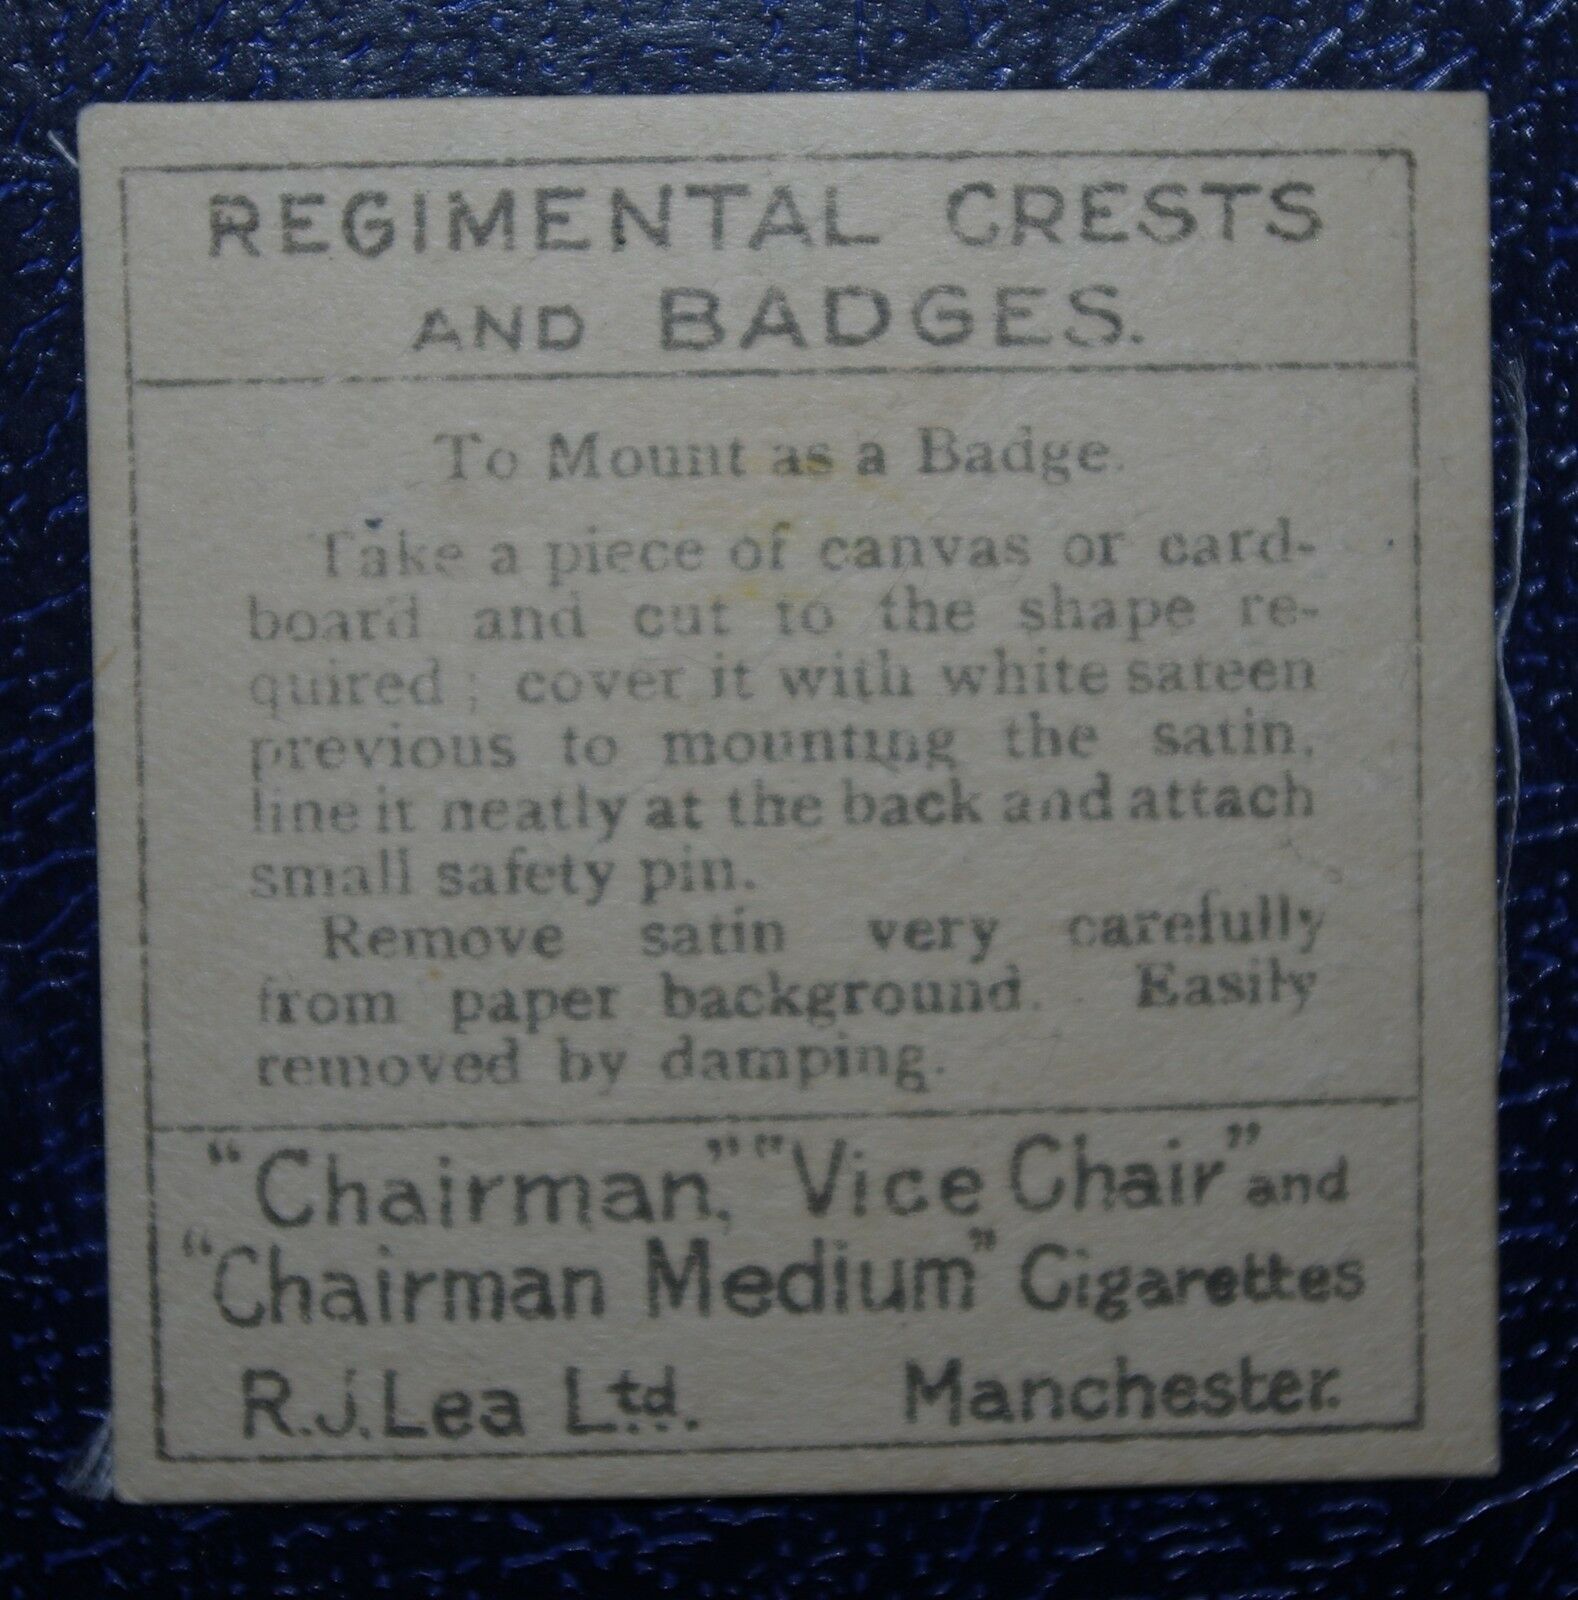 REGIMENTAL CRESTS
AND BADGES.
To Mount as a Badge.
Take a piece of canvas or card-
board and cut to the shape re-
quired; cover it with white sateen
previous to mounting the satin,
line it neatly at the back and attach
small safety pin.
Remove satin very carefully
from paper background. Easily
removed by damping.
"Chairman," "Vice Chair" and
"Chairman Medium" Cigarettes
R.J. Lea Ltd. Manchester.